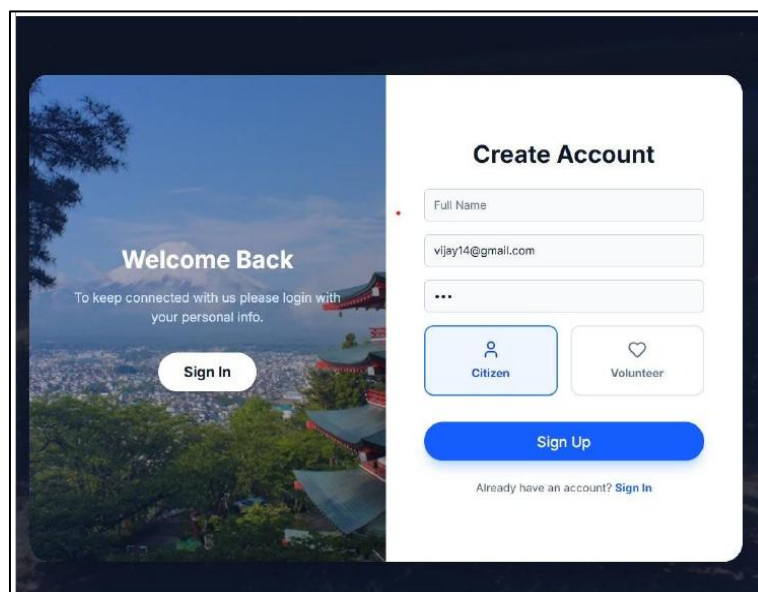 Welcome Back
To keep connected with us please login with
your personal info.
Sign In
Create Account
Full Name
vijay14@gmail.com
•••
Citizen
Volunteer
Sign Up
Already have an account? Sign In